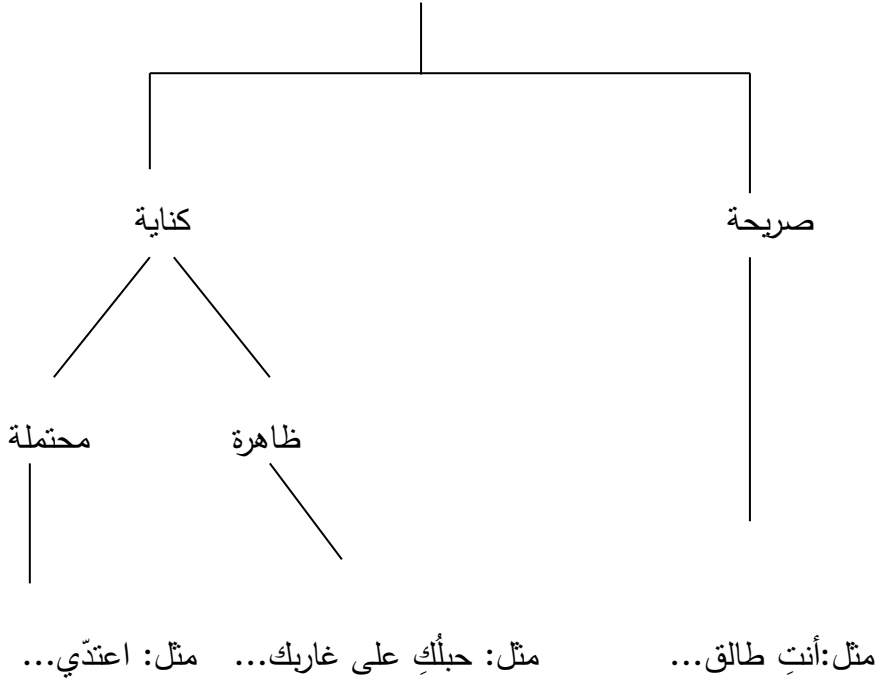 صريحة كناية
ظاهرة محتملة
مثل:أنتِ طالق... مثل: حبلُكِ على غاربك... مثل: اعتدّي...